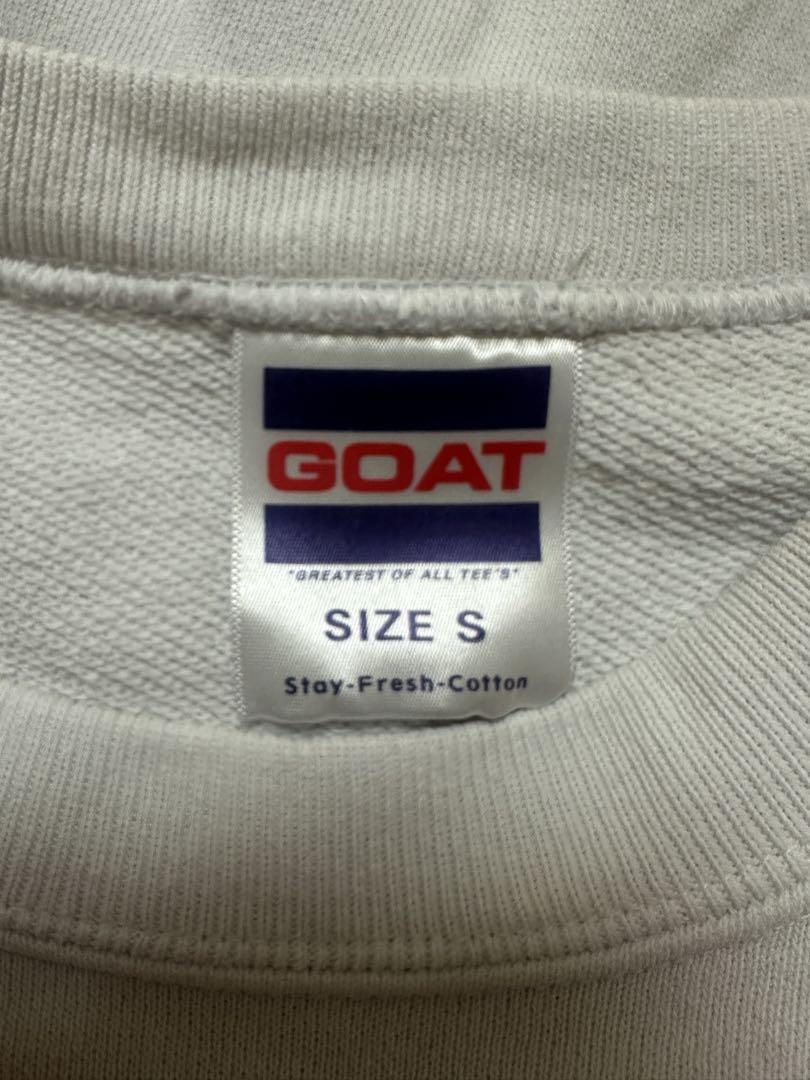 GOAT
"GREATEST OF ALL TEE'S"
SIZE S
Stay-Fresh-Cotton